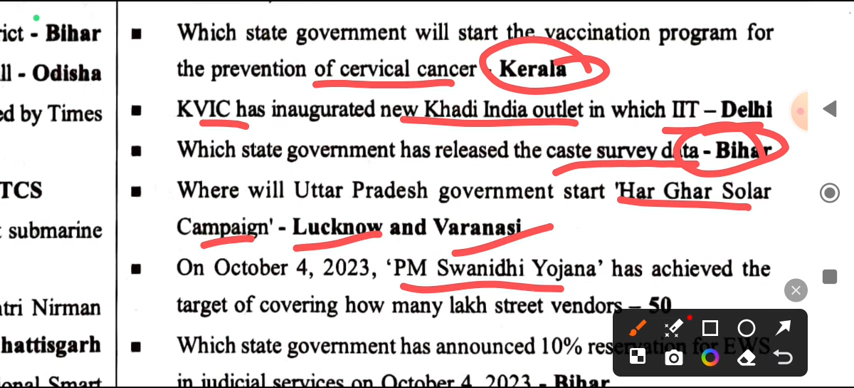 rict - Bihar
ll - Odisha
ed by Times
TCS
submarine
tri Nirman
hattisgarh
ional Smart
■ Which state government will start the vaccination program for
the prevention of cervical cancer - Kerala
■ KVIC has inaugurated new Khadi India outlet in which IIT – Delhi
■ Which state government has released the caste survey data - Bihar
■ Where will Uttar Pradesh government start 'Har Ghar Solar
Campaign' - Lucknow and Varanasi
■ On October 4, 2023, ‘PM Swanidhi Yojana’ has achieved the
target of covering how many lakh street vendors – 50
■ Which state government has announced 10% reservation for EWS
in judicial services on October 4, 2023 - Bihar